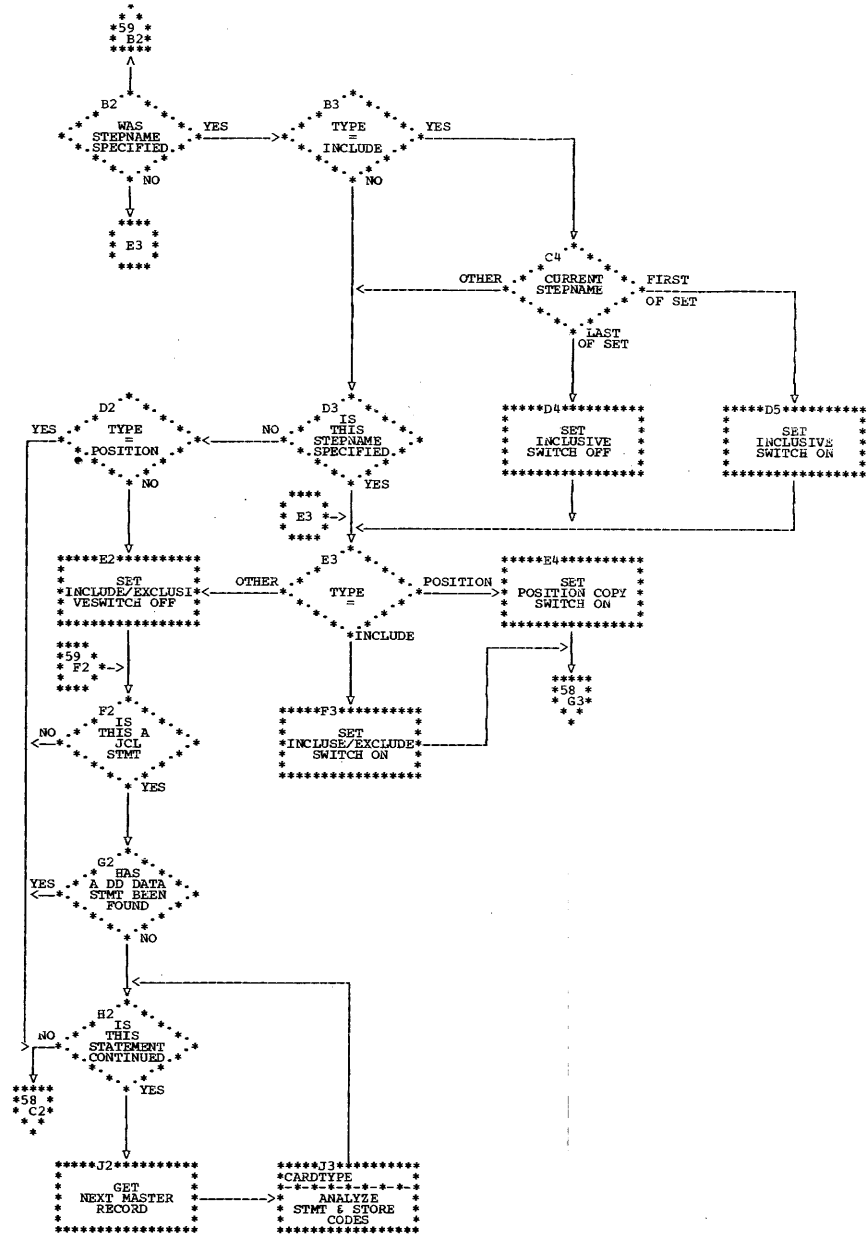 59
B2
B2
WAS
STEPNAME
SPECIFIED
YES
NO
B3
TYPE
=
INCLUDE
YES
NO
E3
C4
CURRENT
STEPNAME
OTHER
FIRST
OF SET
LAST
OF SET
D2
TYPE
=
POSITION
YES
NO
D3
IS
THIS
STEPNAME
SPECIFIED
NO
YES
D4
SET
INCLUSIVE
SWITCH OFF
D5
SET
INCLUSIVE
SWITCH ON
E3
E2
SET
INCLUDE/EXCLUSI
VESWITCH OFF
E3
TYPE
=
OTHER
POSITION
INCLUDE
E4
SET
POSITION COPY
SWITCH ON
59
F2
58
G3
F2
IS
THIS A
JCL
STMT
NO
YES
F3
SET
INCLUSE/EXCLUDE
SWITCH ON
G2
HAS
A DD DATA
STMT BEEN
FOUND
YES
NO
H2
IS
THIS
STATEMENT
CONTINUED
NO
YES
58
C2
J2
GET
NEXT MASTER
RECORD
J3
CARDTYPE
ANALYZE
STMT & STORE
CODES